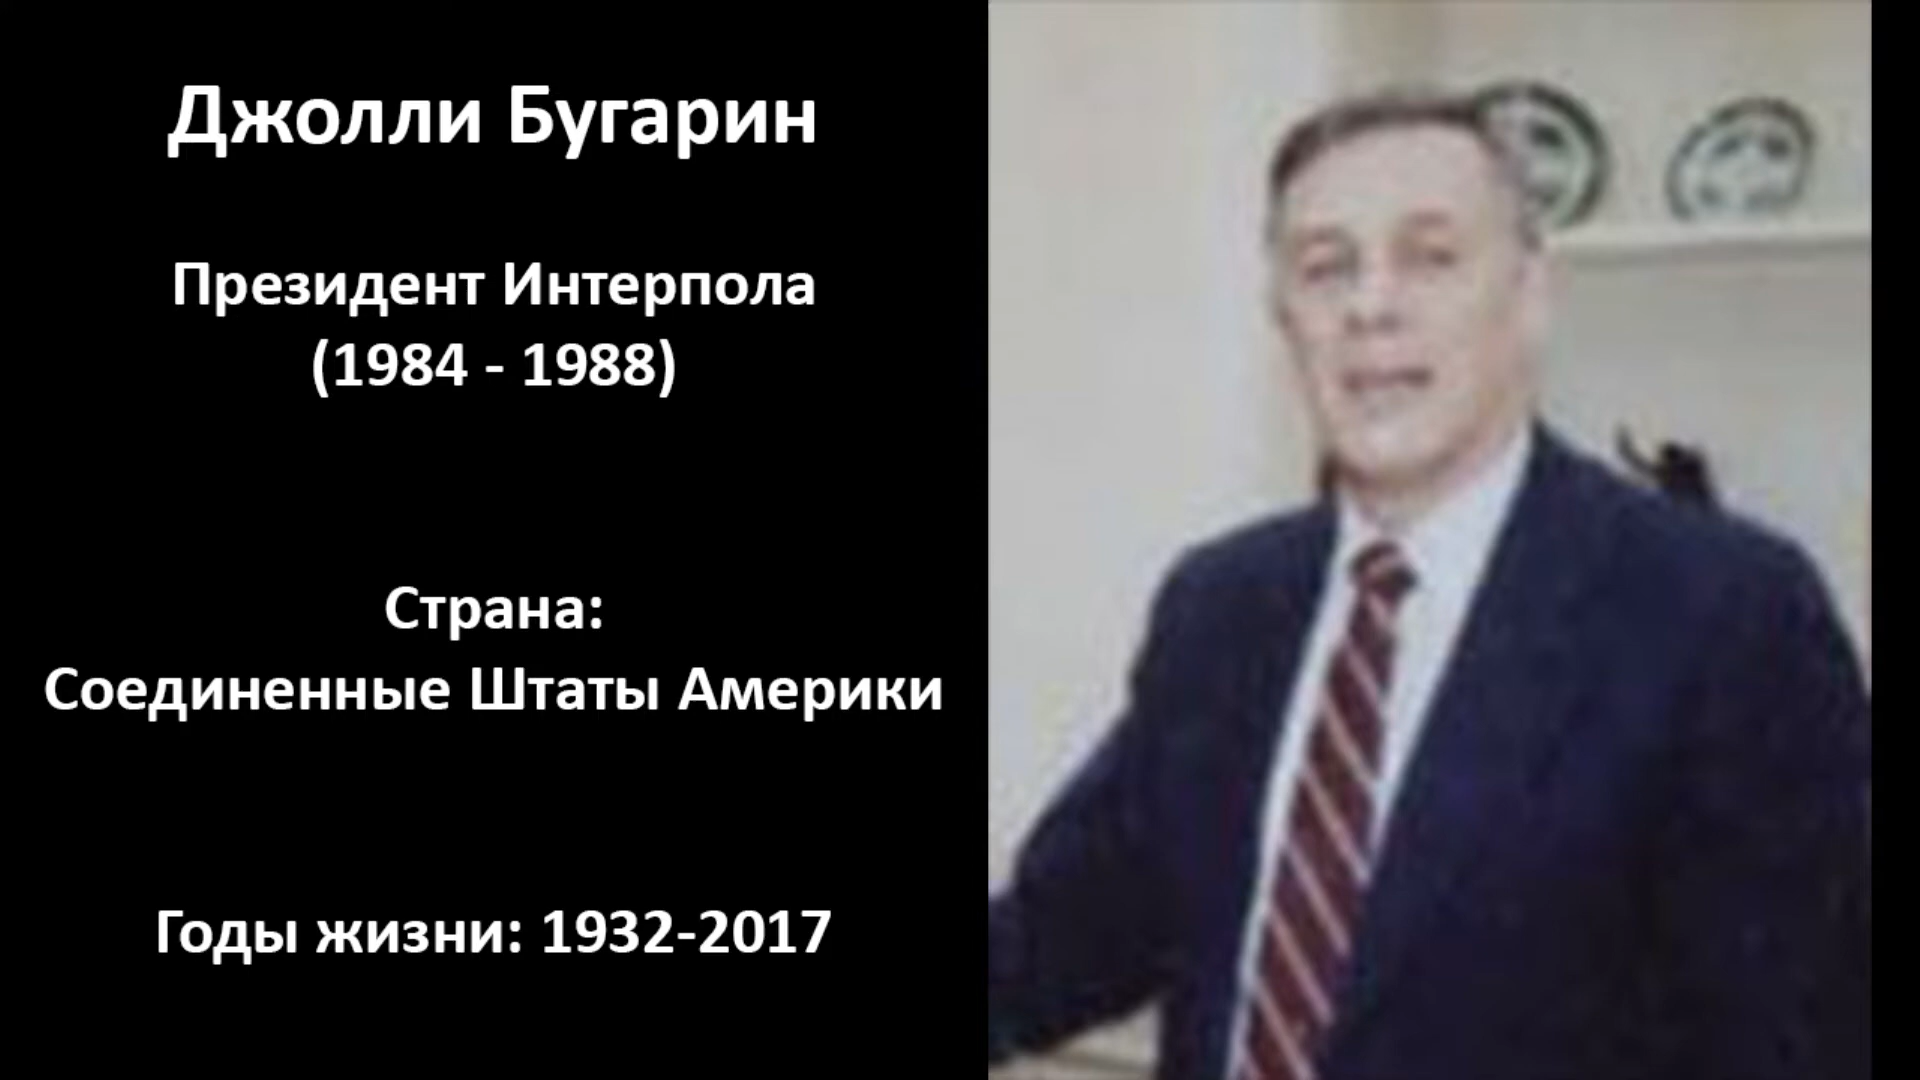 Джолли Бугарин
Президент Интерпола
(1984 - 1988)
Страна:
Соединенные Штаты Америки
Годы жизни: 1932-2017